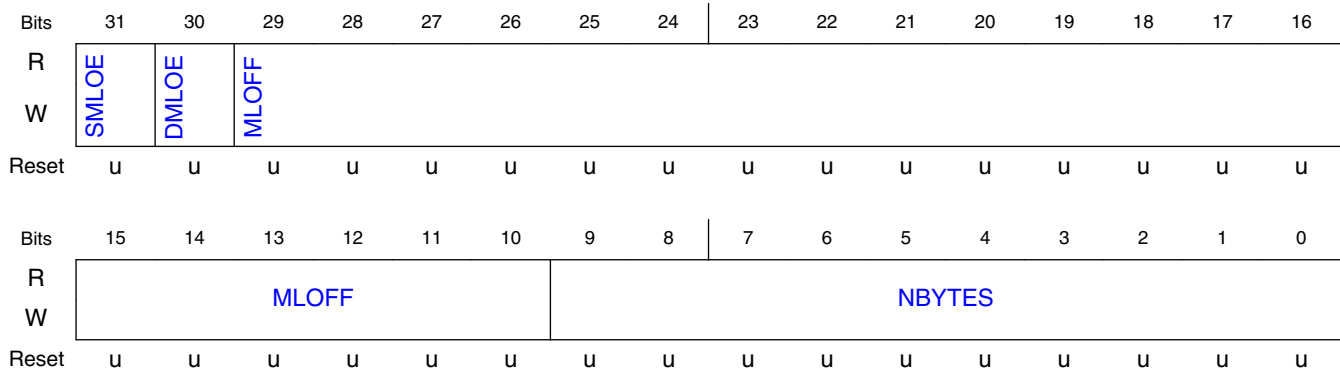 Bits 31 30 29 28 27 26 25 24 23 22 21 20 19 18 17 16
R
W
SMLOE DMLOE MLOFF
Reset u u u u u u u u u u u u u u u u
Bits 15 14 13 12 11 10 9 8 7 6 5 4 3 2 1 0
R
MLOFF NBYTES
W
Reset u u u u u u u u u u u u u u u u